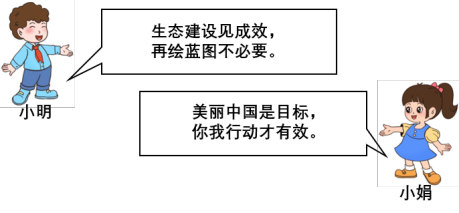 生态建设见成效，
再绘蓝图不必要。
小明
美丽中国是目标，
你我行动才有效。
小娟